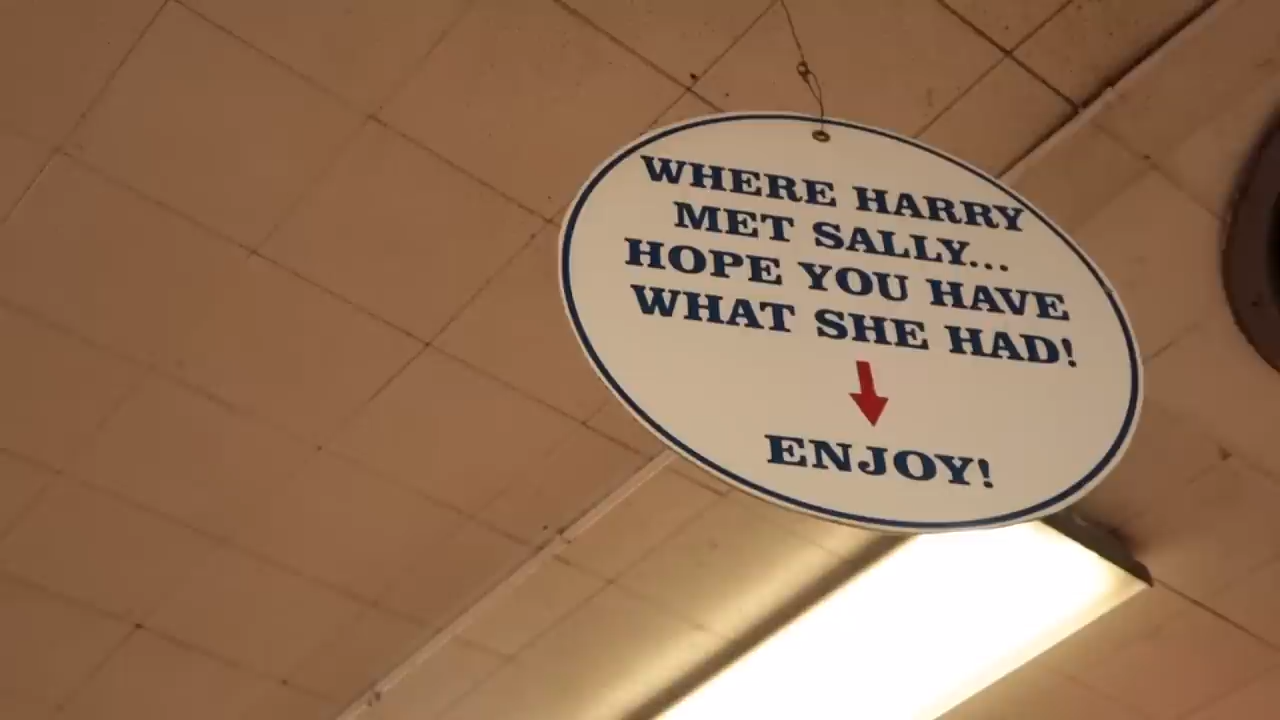 WHERE HARRY
MET SALLY...
HOPE YOU HAVE
WHAT SHE HAD!
ENJOY!